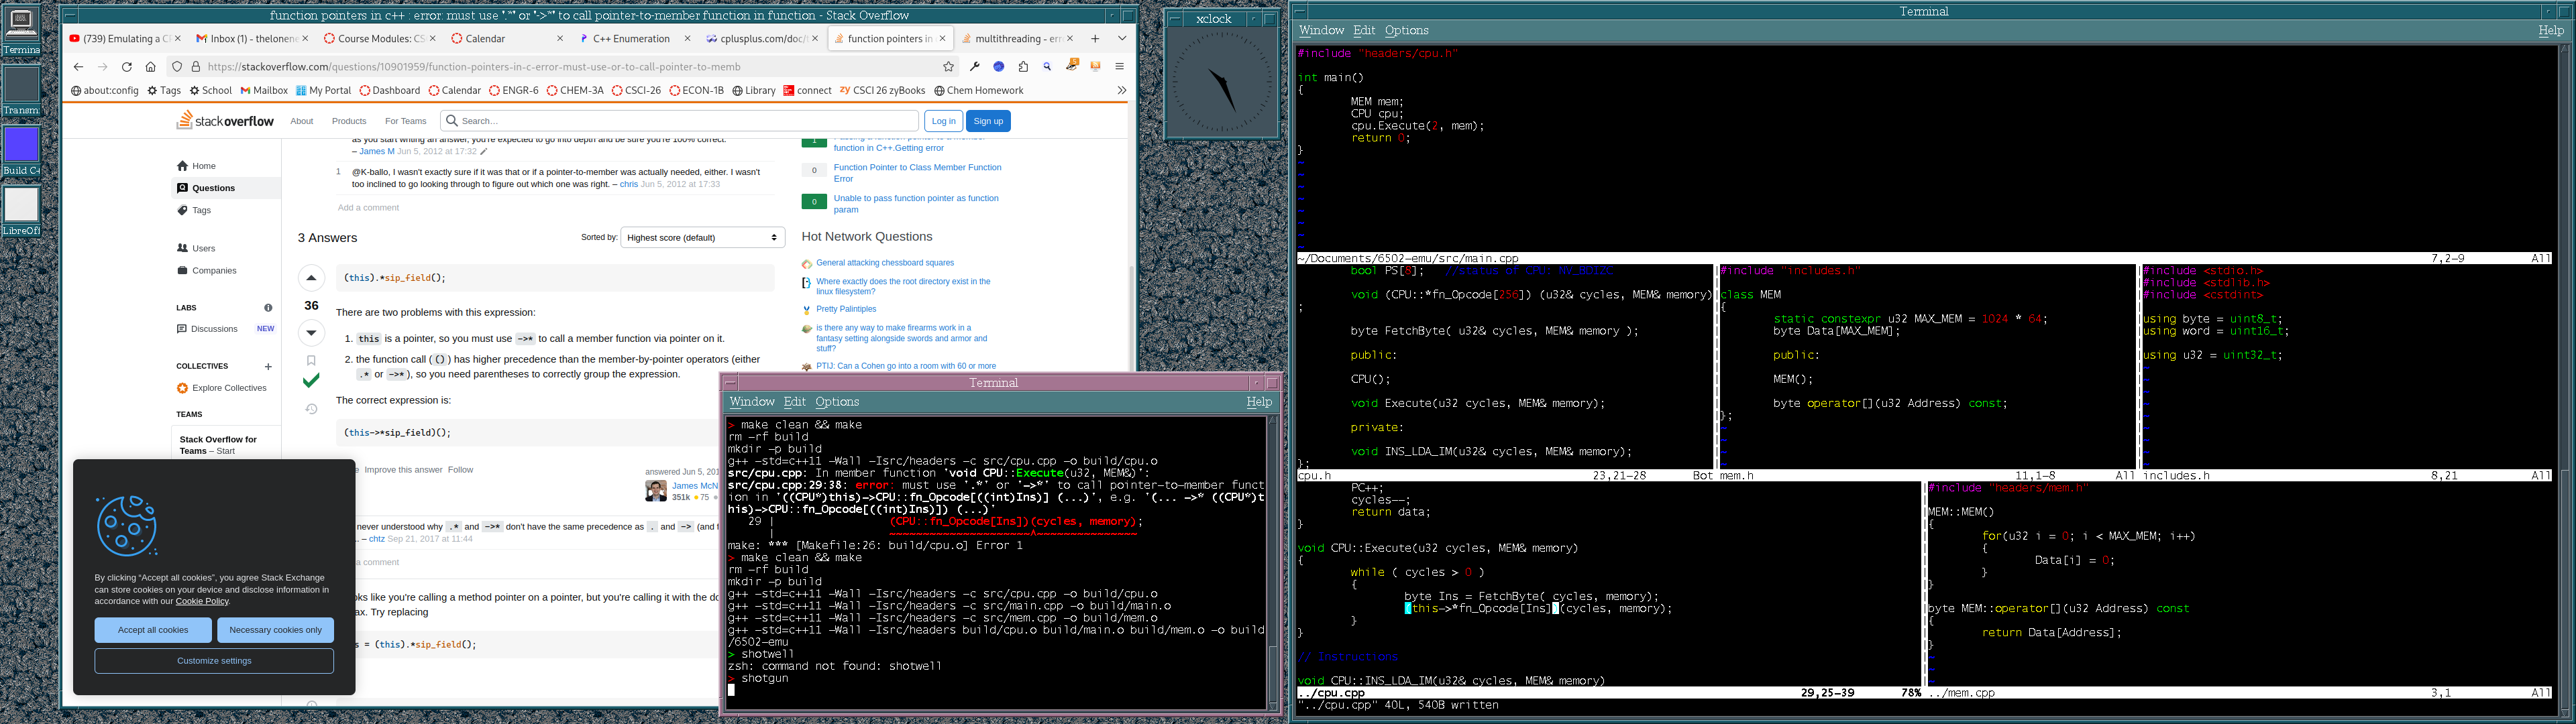 Termina
Transmi
Build C+
LibreOff
function pointers in c++ : error: must use '.*' or '->*' to call pointer-to-member function in function - Stack Overflow
(739) Emulating a C
Inbox (1) - thelonene
Course Modules: CS
Calendar
C++ Enumeration
cplusplus.com/doc/
function pointers in
multithreading - err
https://stackoverflow.com/questions/10901959/function-pointers-in-c-error-must-use-or-to-call-pointer-to-memb
about:config Tags School Mailbox My Portal Dashboard Calendar ENGR-6 CHEM-3A CSCI-26 ECON-1B Library connect CSCI 26 zyBooks Chem Homework
stackoverflow About Products For Teams Search… Log in Sign up
Home
Questions
Tags
Users
Companies
LABS
Discussions NEW
COLLECTIVES
Explore Collectives
TEAMS
Stack Overflow for
Teams – Start
as you start writing an answer, you're expected to go into depth and be sure you're 100% correct.
– James M Jun 5, 2012 at 17:32
1 @K-ballo, I wasn't exactly sure if it was that or if a pointer-to-member was actually needed, either. I wasn't
too inclined to go looking through to figure out which one was right. – chris Jun 5, 2012 at 17:33
Add a comment
3 Answers
Sorted by: Highest score (default)
(this).*sip_field();
36
There are two problems with this expression:
1. this is a pointer, so you must use ->* to call a member function via pointer on it.
2. the function call ( () ) has higher precedence than the member-by-pointer operators (either
.* or ->*), so you need parentheses to correctly group the expression.
The correct expression is:
(this->*sip_field)();
Improve this answer Follow
answered Jun 5, 201
James McN
351k 75
never understood why .* and ->* don't have the same precedence as . and -> (and f
– chtz Sep 21, 2017 at 11:44
a comment
oks like you're calling a method pointer on a pointer, but you're calling it with the do
ax. Try replacing
s = (this).*sip_field();
1
function in C++.Getting error
0 Function Pointer to Class Member Function
Error
0 Unable to pass function pointer as function
param
Hot Network Questions
General attacking chessboard squares
Where exactly does the root directory exist in the
linux filesystem?
Pretty Palintiples
is there any way to make firearms work in a
fantasy setting alongside swords and armor and
stuff?
PTIJ: Can a Cohen go into a room with 60 or more
By clicking “Accept all cookies”, you agree Stack Exchange
can store cookies on your device and disclose information in
accordance with our Cookie Policy.
Accept all cookies
Necessary cookies only
Customize settings
Terminal
Window Edit Options Help
> make clean && make
rm -rf build
mkdir -p build
g++ -std=c++11 -Wall -Isrc/headers -c src/cpu.cpp -o build/cpu.o
src/cpu.cpp: In member function 'void CPU::Execute(u32, MEM&)':
src/cpu.cpp:29:38: error: must use '.*' or '->*' to call pointer-to-member funct
ion in '((CPU*)this)->CPU::fn_Opcode[((int)Ins)] (...)', e.g. '(... ->* ((CPU*)t
his)->CPU::fn_Opcode[((int)Ins)]) (...)'
29 | (CPU::fn_Opcode[Ins])(cycles, memory);
| ~~~~~~~~~~~~~~~~~~~~~^~~~~~~~~~~~~~~~
make: *** [Makefile:26: build/cpu.o] Error 1
> make clean && make
rm -rf build
mkdir -p build
g++ -std=c++11 -Wall -Isrc/headers -c src/cpu.cpp -o build/cpu.o
g++ -std=c++11 -Wall -Isrc/headers -c src/main.cpp -o build/main.o
g++ -std=c++11 -Wall -Isrc/headers -c src/mem.cpp -o build/mem.o
g++ -std=c++11 -Wall -Isrc/headers build/cpu.o build/main.o build/mem.o -o build
/6502-emu
> shotwell
zsh: command not found: shotwell
> shotgun
xclock
Terminal
Window Edit Options Help
#include "headers/cpu.h"
int main()
{
MEM mem;
CPU cpu;
cpu.Execute(2, mem);
return 0;
}
~/Documents/6502-emu/src/main.cpp 7,2-9 All
bool PS[8]; //status of CPU: NV_BDIZC
void (CPU::*fn_Opcode[256]) (u32& cycles, MEM& memory)
;
byte FetchByte( u32& cycles, MEM& memory );
public:
CPU();
void Execute(u32 cycles, MEM& memory);
private:
void INS_LDA_IM(u32& cycles, MEM& memory);
};
cpu.h 23,21-28 Bot
#include "includes.h"
class MEM
{
static constexpr u32 MAX_MEM = 1024 * 64;
byte Data[MAX_MEM];
public:
MEM();
byte operator[](u32 Address) const;
};
mem.h 11,1-8 All
#include <stdio.h>
#include <stdlib.h>
#include <cstdint>
using byte = uint8_t;
using word = uint16_t;
using u32 = uint32_t;
includes.h 8,21 All
PC++;
cycles--;
return data;
}
void CPU::Execute(u32 cycles, MEM& memory)
{
while ( cycles > 0 )
{
byte Ins = FetchByte( cycles, memory);
(this->*fn_Opcode[Ins])(cycles, memory);
}
}
// Instructions
void CPU::INS_LDA_IM(u32& cycles, MEM& memory)
../cpu.cpp 29,25-39 78%
#include "headers/mem.h"
MEM::MEM()
{
for(u32 i = 0; i < MAX_MEM; i++)
{
Data[i] = 0;
}
}
byte MEM::operator[](u32 Address) const
{
return Data[Address];
}
../mem.cpp 3,1 All
"../cpu.cpp" 40L, 540B written